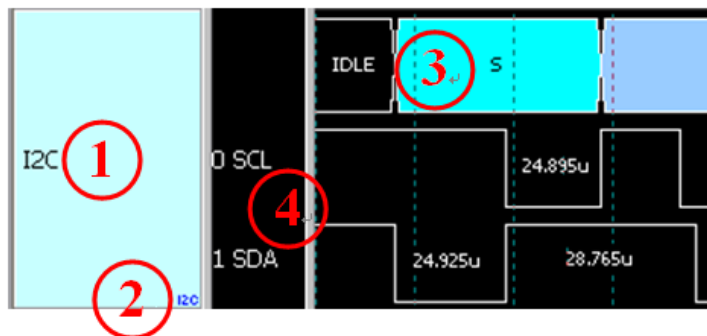 IDLE
3
S
I2C
1
0 SCL
24.895u
4
1 SDA
24.925u
28.765u
2
I2C